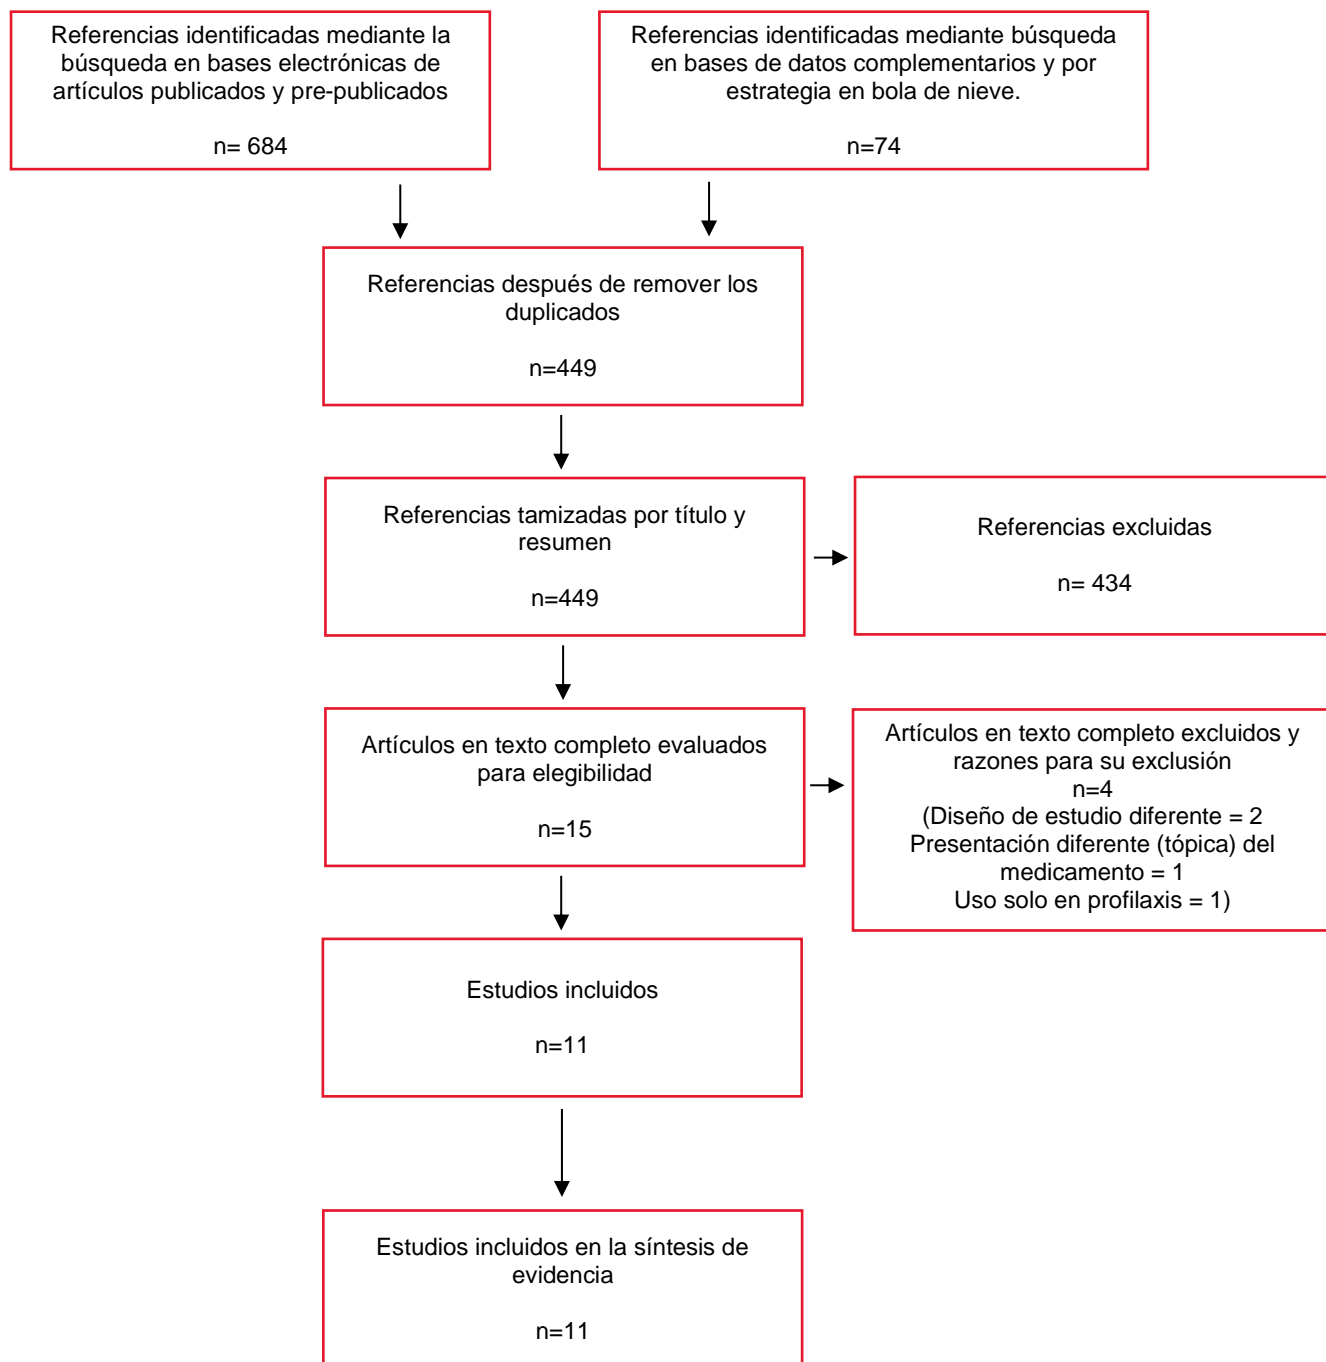 Referencias identificadas mediante la
búsqueda en bases electrónicas de
artículos publicados y pre-publicados
n= 684
Referencias identificadas mediante búsqueda
en bases de datos complementarios y por
estrategia en bola de nieve.
n=74
Referencias después de remover los
duplicados
n=449
Referencias tamizadas por título y
resumen
n=449
Referencias excluidas
n= 434
Artículos en texto completo evaluados
para elegibilidad
n=15
Artículos en texto completo excluidos y
razones para su exclusión
n=4
(Diseño de estudio diferente = 2
Presentación diferente (tópica) del
medicamento = 1
Uso solo en profilaxis = 1)
Estudios incluidos
n=11
Estudios incluidos en la síntesis de
evidencia
n=11